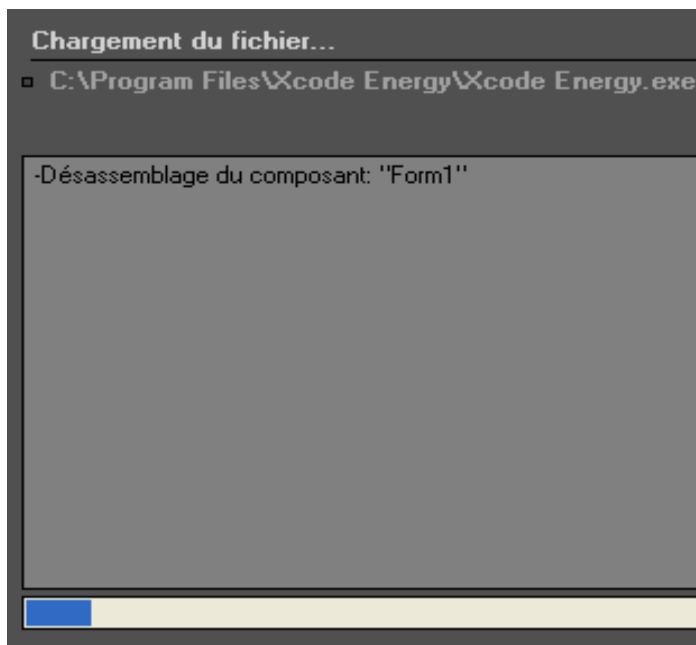 Chargement du fichier...
C:\Program Files\Xcode Energy\Xcode Energy.exe
-Désassemblage du composant: "Form1"